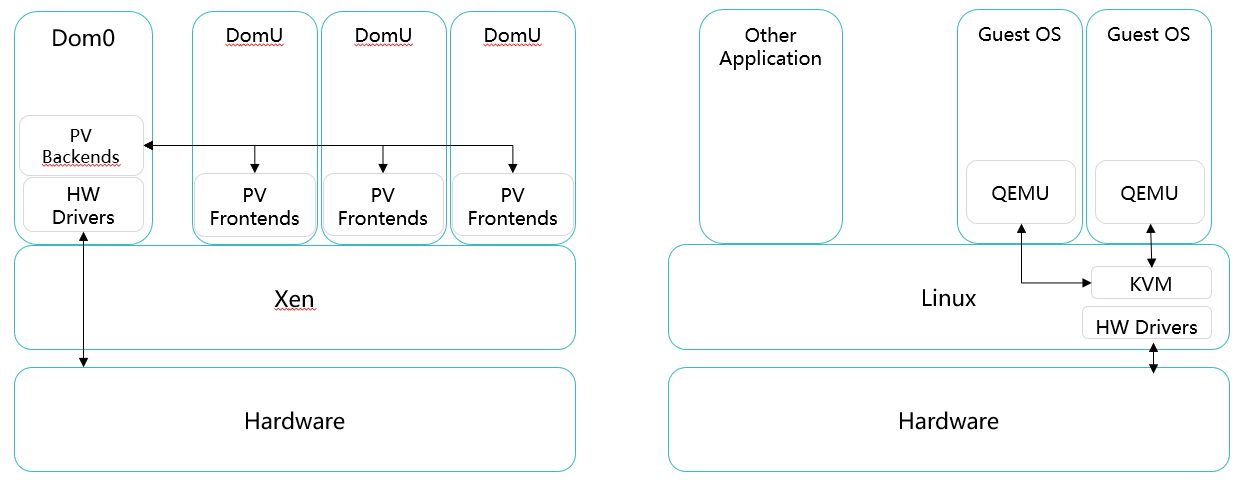 Dom0
DomU
DomU
DomU
PV
Backends
HW
Drivers
PV
Frontends
PV
Frontends
PV
Frontends
Xen
Hardware
Other
Application
Guest OS
Guest OS
QEMU
QEMU
KVM
Linux
HW Drivers
Hardware